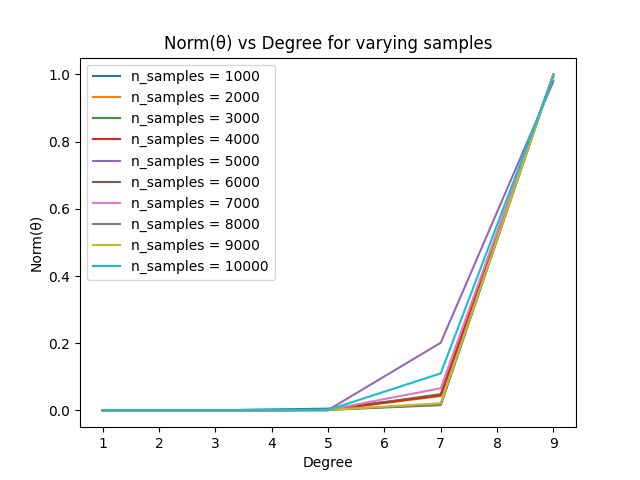 Norm(θ) vs Degree for varying samples
n_samples = 1000
n_samples = 2000
n_samples = 3000
n_samples = 4000
n_samples = 5000
n_samples = 6000
n_samples = 7000
n_samples = 8000
n_samples = 9000
n_samples = 10000
Norm(θ)
1.0
0.8
0.6
0.4
0.2
0.0
1 2 3 4 5 6 7 8 9
Degree